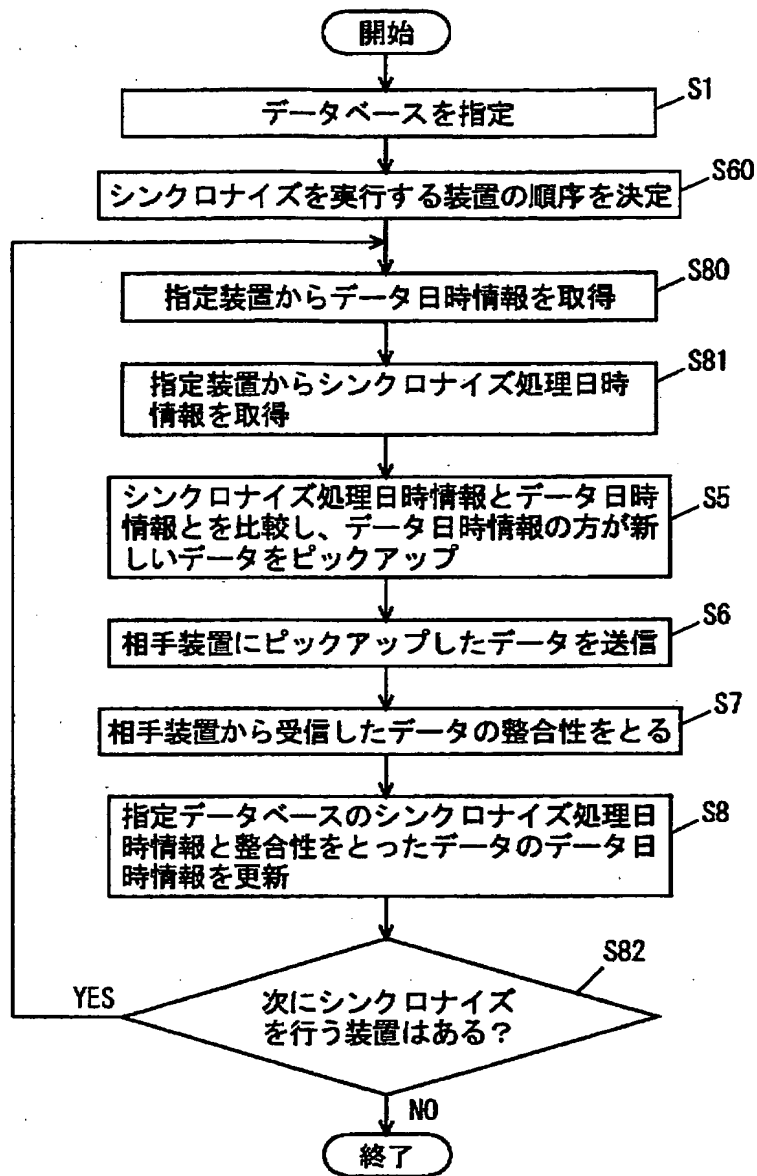 開始
S1
データベースを指定
S60
シンクロナイズを実行する装置の順序を決定
S80
指定装置からデータ日時情報を取得
S81
指定装置からシンクロナイズ処理日時
情報を取得
S5
シンクロナイズ処理日時情報とデータ日時
情報とを比較し、データ日時情報の方が新
しいデータをピックアップ
S6
相手装置にピックアップしたデータを送信
S7
相手装置から受信したデータの整合性をとる
S8
指定データベースのシンクロナイズ処理日
時情報と整合性をとったデータのデータ日
時情報を更新
S82
YES
次にシンクロナイズ
を行う装置はある?
NO
終了